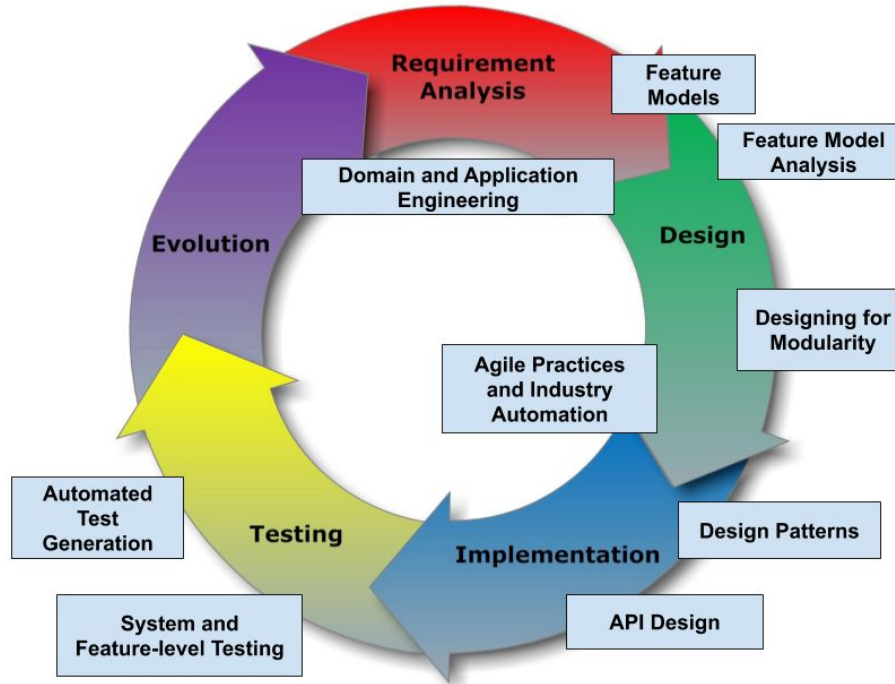 Requirement
Analysis
Feature
Models
Feature Model
Analysis
Domain and Application
Engineering
Evolution
Design
Designing for
Modularity
Agile Practices
and Industry
Automation
Automated
Test
Generation
Testing
Implementation
Design Patterns
System and
Feature-level Testing
API Design